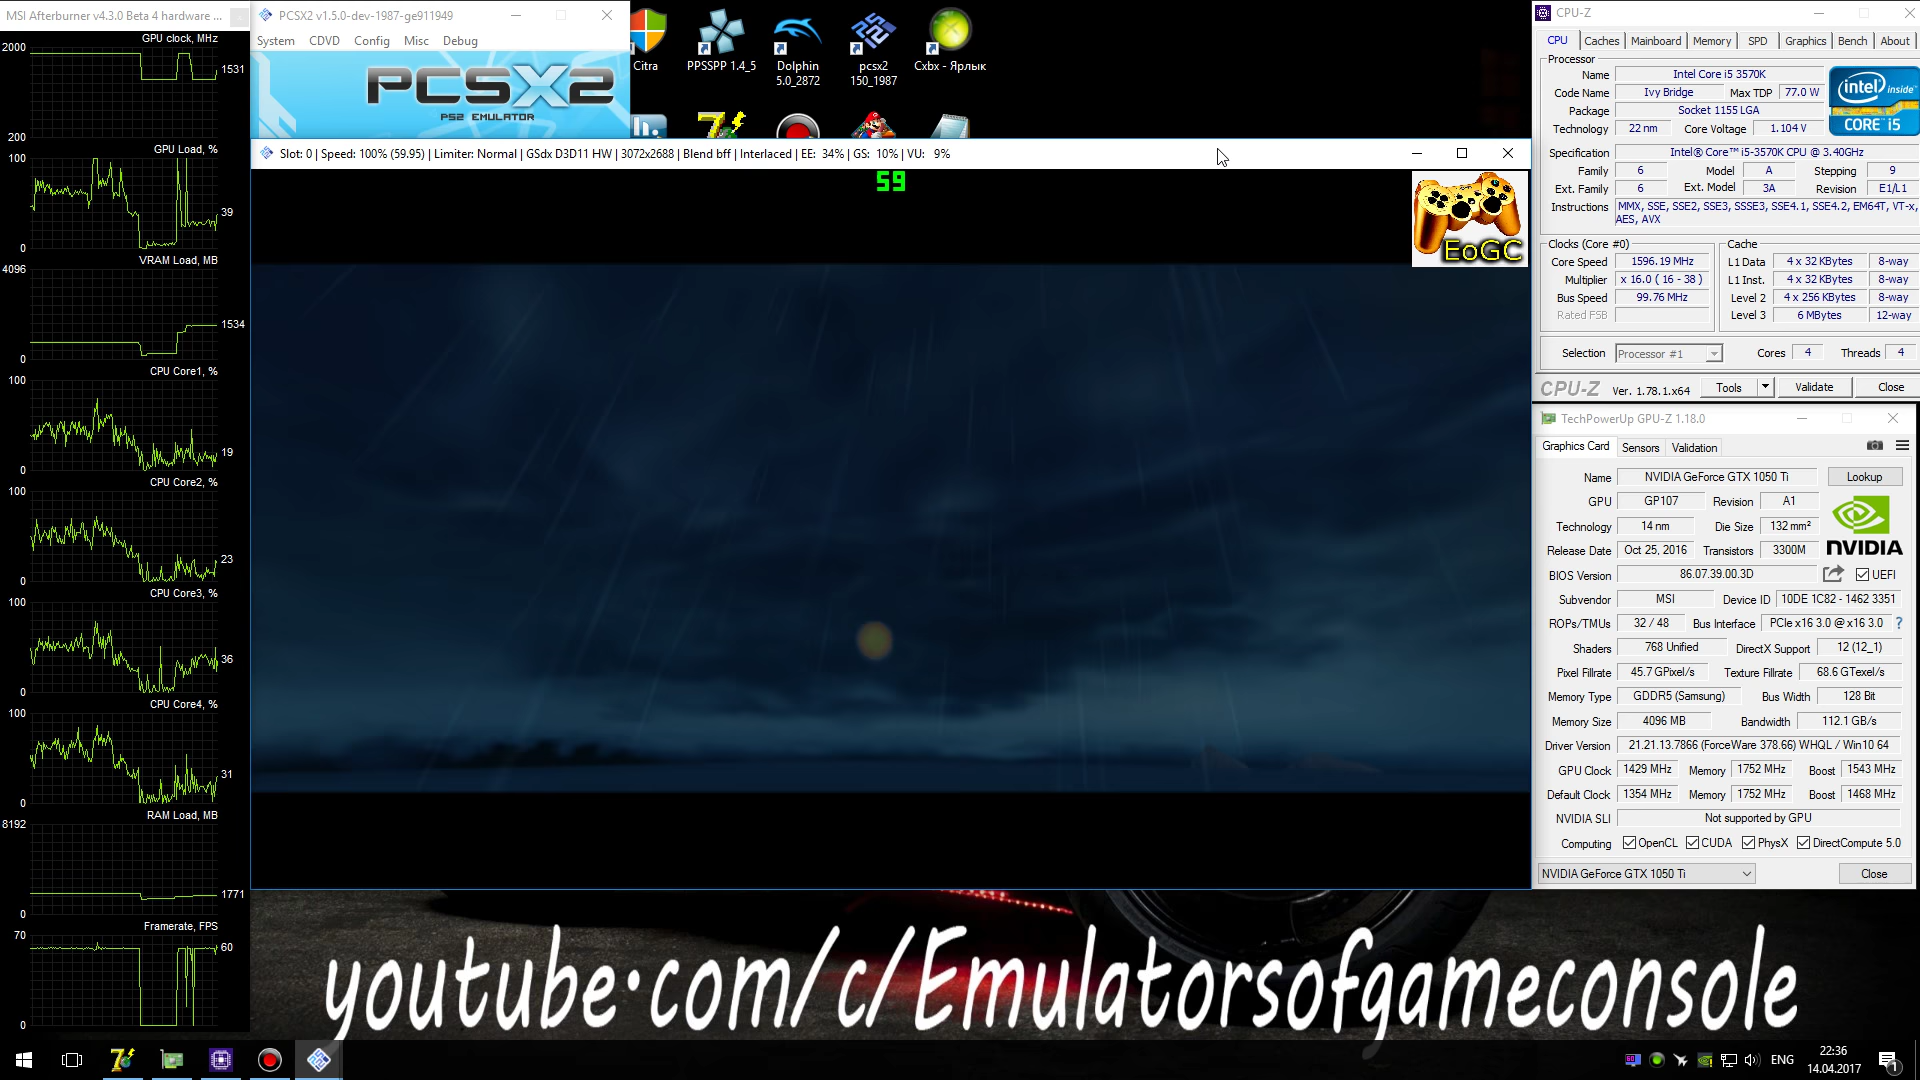 MSI Afterburner v4.3.0 Beta 4 hardware ...
GPU clock, MHz
2000
1531
200
GPU Load, %
100
39
0
VRAM Load, MB
4096
1534
0
CPU Core1, %
100
19
0
CPU Core2, %
100
23
0
CPU Core3, %
100
36
0
CPU Core4, %
100
31
0
RAM Load, MB
8192
1771
0
Framerate, FPS
70
60
0
PCSX2 v1.5.0-dev-1987-ge911949
System CDVD Config Misc Debug
PCSX2
PS2 EMULATOR
Citra
PPSSPP 1.4_5
Dolphin
5.0_2872
pcsx2
150_1987
Cxbx - Ярлык
Slot: 0 | Speed: 100% (59.95) | Limiter: Normal | GSdx D3D11 HW | 3072x2688 | Blend bff | Interlaced | EE: 34% | GS: 10% | VU: 9%
59
EoGC
CPU-Z
CPU Caches Mainboard Memory SPD Graphics Bench About
Processor
Name Intel Core i5 3570K
Code Name Ivy Bridge Max TDP 77.0 W
Package Socket 1155 LGA
Technology 22 nm Core Voltage 1.104 V
intel inside™
CORE i5
Specification Intel® Core™ i5-3570K CPU @ 3.40GHz
Family 6 Model A Stepping 9
Ext. Family 6 Ext. Model 3A Revision E1/L1
Instructions MMX, SSE, SSE2, SSE3, SSSE3, SSE4.1, SSE4.2, EM64T, VT-x,
AES, AVX
Clocks (Core #0)
Core Speed 1596.19 MHz
Multiplier x 16.0 ( 16 - 38 )
Bus Speed 99.76 MHz
Rated FSB
Cache
L1 Data 4 x 32 KBytes 8-way
L1 Inst. 4 x 32 KBytes 8-way
Level 2 4 x 256 KBytes 8-way
Level 3 6 MBytes 12-way
Selection Processor #1 Cores 4 Threads 4
CPU-Z Ver. 1.78.1.x64 Tools Validate Close
TechPowerUp GPU-Z 1.18.0
Graphics Card Sensors Validation
Name NVIDIA GeForce GTX 1050 Ti Lookup
GPU GP107 Revision A1
Technology 14 nm Die Size 132 mm²
Release Date Oct 25, 2016 Transistors 3300M
NVIDIA
BIOS Version 86.07.39.00.3D UEFI
Subvendor MSI Device ID 10DE 1C82 - 1462 3351
ROPs/TMUs 32 / 48 Bus Interface PCIe x16 3.0 @ x16 3.0 ?
Shaders 768 Unified DirectX Support 12 (12_1)
Pixel Fillrate 45.7 GPixel/s Texture Fillrate 68.6 GTexel/s
Memory Type GDDR5 (Samsung) Bus Width 128 Bit
Memory Size 4096 MB Bandwidth 112.1 GB/s
Driver Version 21.21.13.7866 (ForceWare 378.66) WHQL / Win10 64
GPU Clock 1429 MHz Memory 1752 MHz Boost 1543 MHz
Default Clock 1354 MHz Memory 1752 MHz Boost 1468 MHz
NVIDIA SLI Not supported by GPU
Computing OpenCL CUDA PhysX DirectCompute 5.0
NVIDIA GeForce GTX 1050 Ti Close
youtube.com/c/Emulatorsofgameconsole
60 ENG 22:36
14.04.2017
1